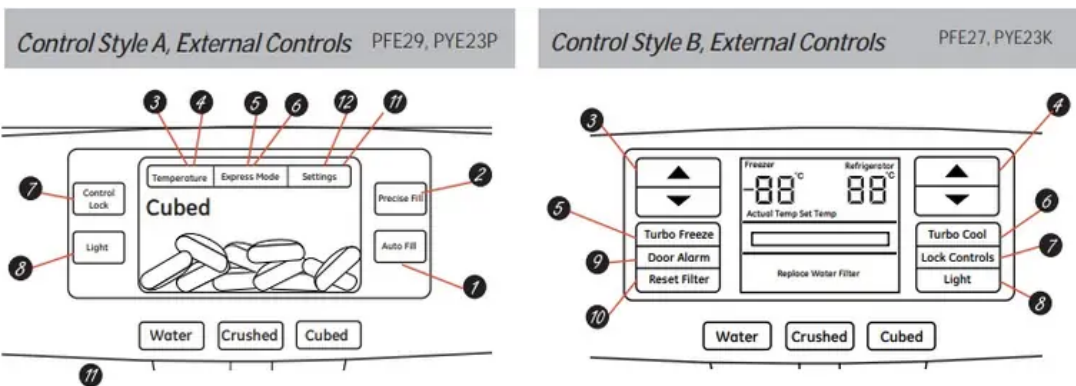 Control Style A, External Controls PFE29, PYE23P
3 4 5 6 12 11
Temperature Express Mode Settings
7 Control Lock
Cubed
Precise Fill 2
8 Light
Auto Fill
1
Water Crushed Cubed
11
Control Style B, External Controls PFE27, PYE23K
3
4
Freezer Refrigerator
-88°C 88°C
Actual Temp Set Temp
5 Turbo Freeze
Turbo Cool 6
9 Door Alarm
Lock Controls 7
10 Reset Filter
Replace Water Filter
Light 8
Water Crushed Cubed